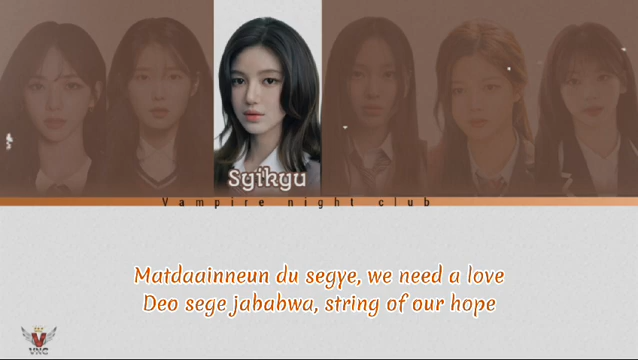 Syikyu
Vampire night club
Matdaainneun du segye, we need a love
Deo sege jababwa, string of our hope
VNC